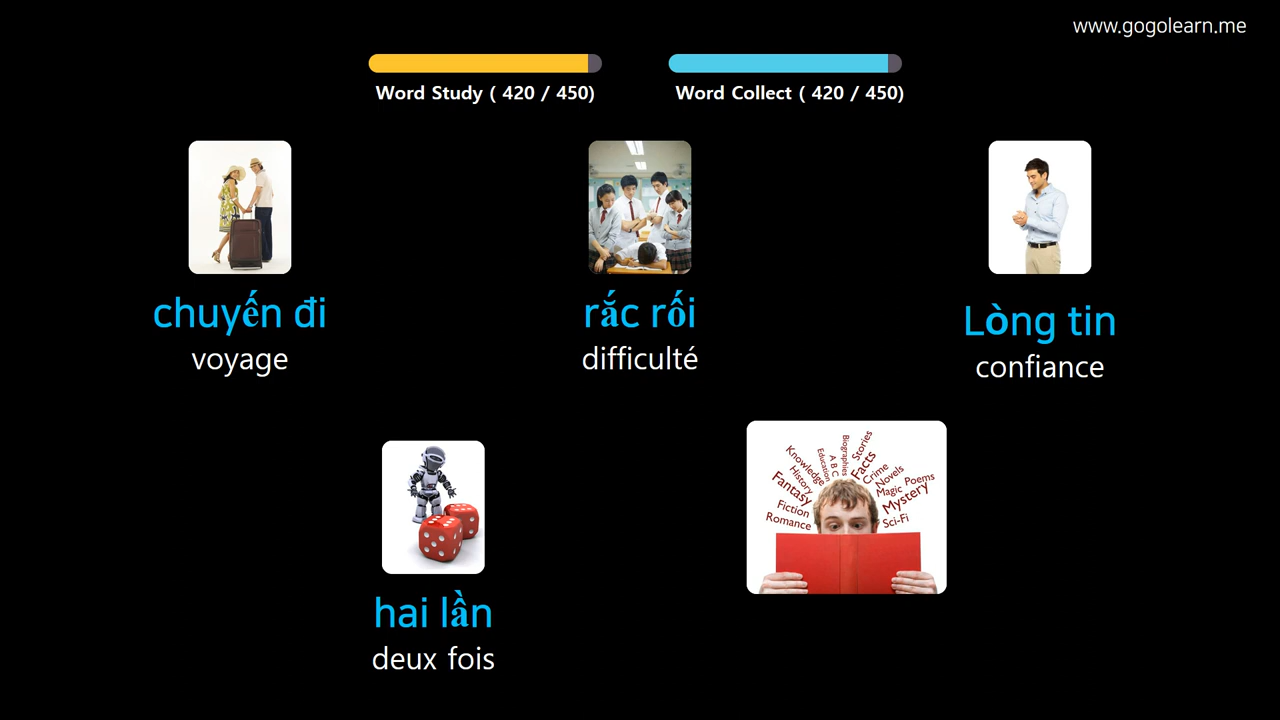 www.gogolearn.me
Word Study ( 420 / 450)
Word Collect ( 420 / 450)
chuyến đi
voyage
rắc rối
difficulté
Lòng tin
confiance
hai lần
deux fois
Knowledge
History
Fantasy
Fiction
Romance
Education
A B C
Biographies
Stories
Facts
Crime
Novels
Magic
Poems
Mystery
Sci-Fi